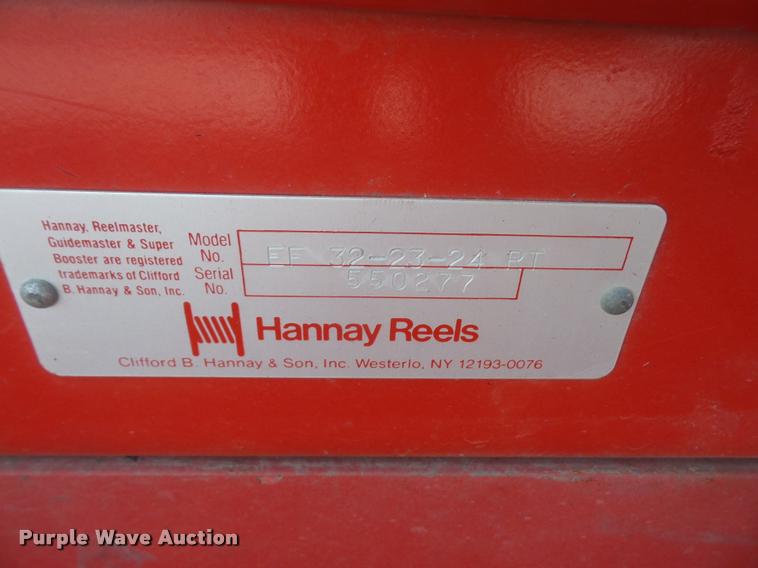 Hannay, Reelmaster,
Guidemaster & Super
Booster are registered
trademarks of Clifford
B. Hannay & Son, Inc.
Model
No.
EF 32-23-24 PT
Serial
No.
550277
Hannay Reels
Clifford B. Hannay & Son, Inc. Westerlo, NY 12193-0076
Purple Wave Auction